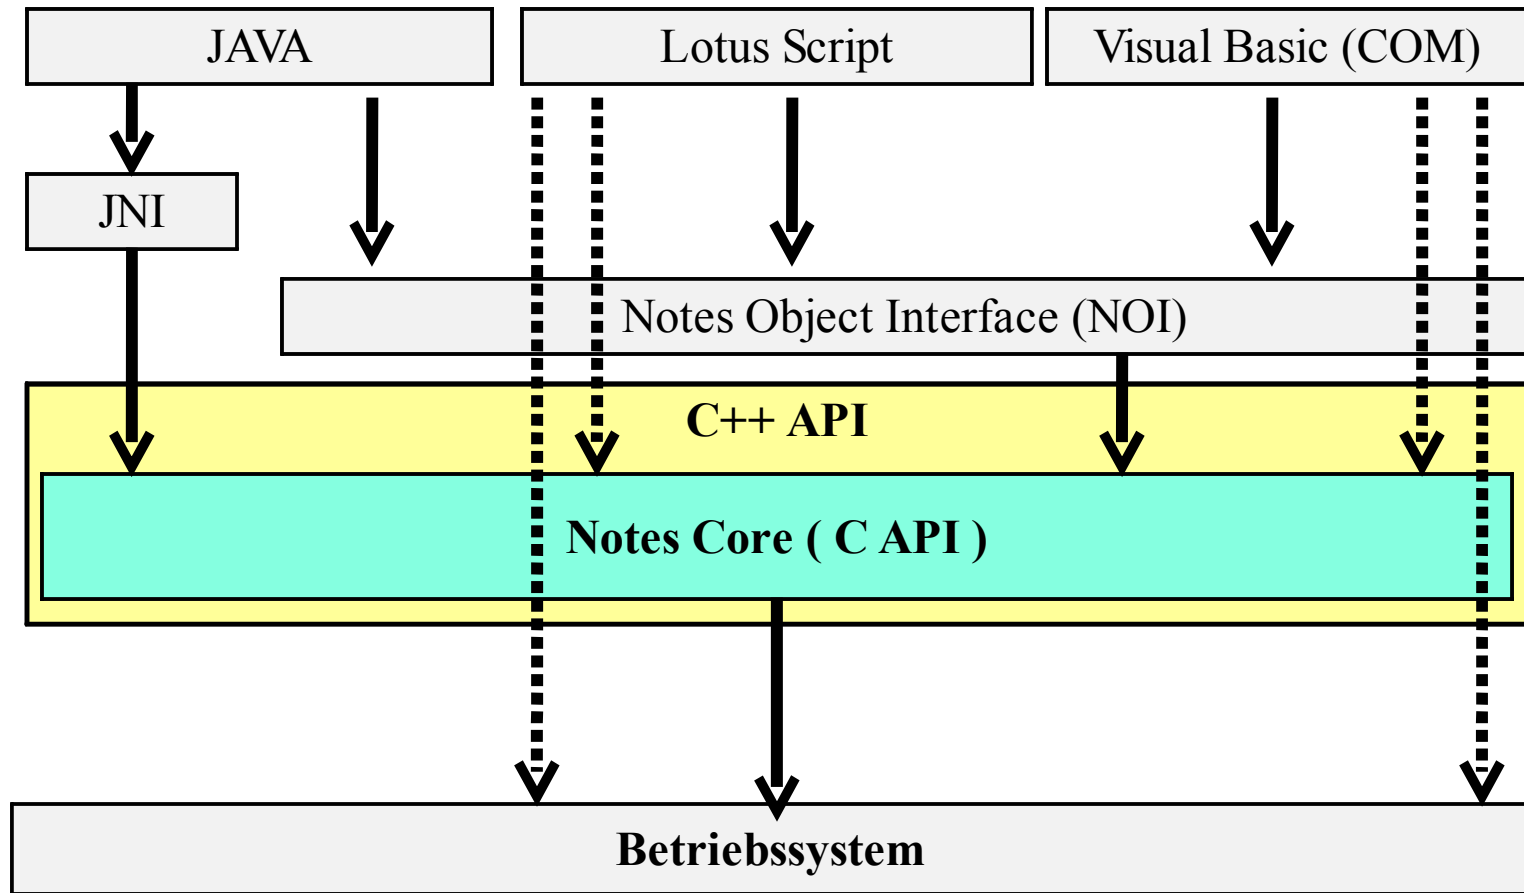 JAVA
Lotus Script
Visual Basic (COM)
JNI
Notes Object Interface (NOI)
C++ API
Notes Core ( C API )
Betriebssystem